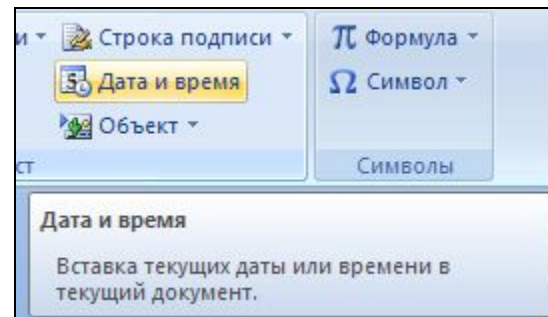 и Строка подписи
Дата и время
Объект
ст
π Формула
Ω Символ
Символы
Дата и время
Вставка текущих даты или времени в
текущий документ.